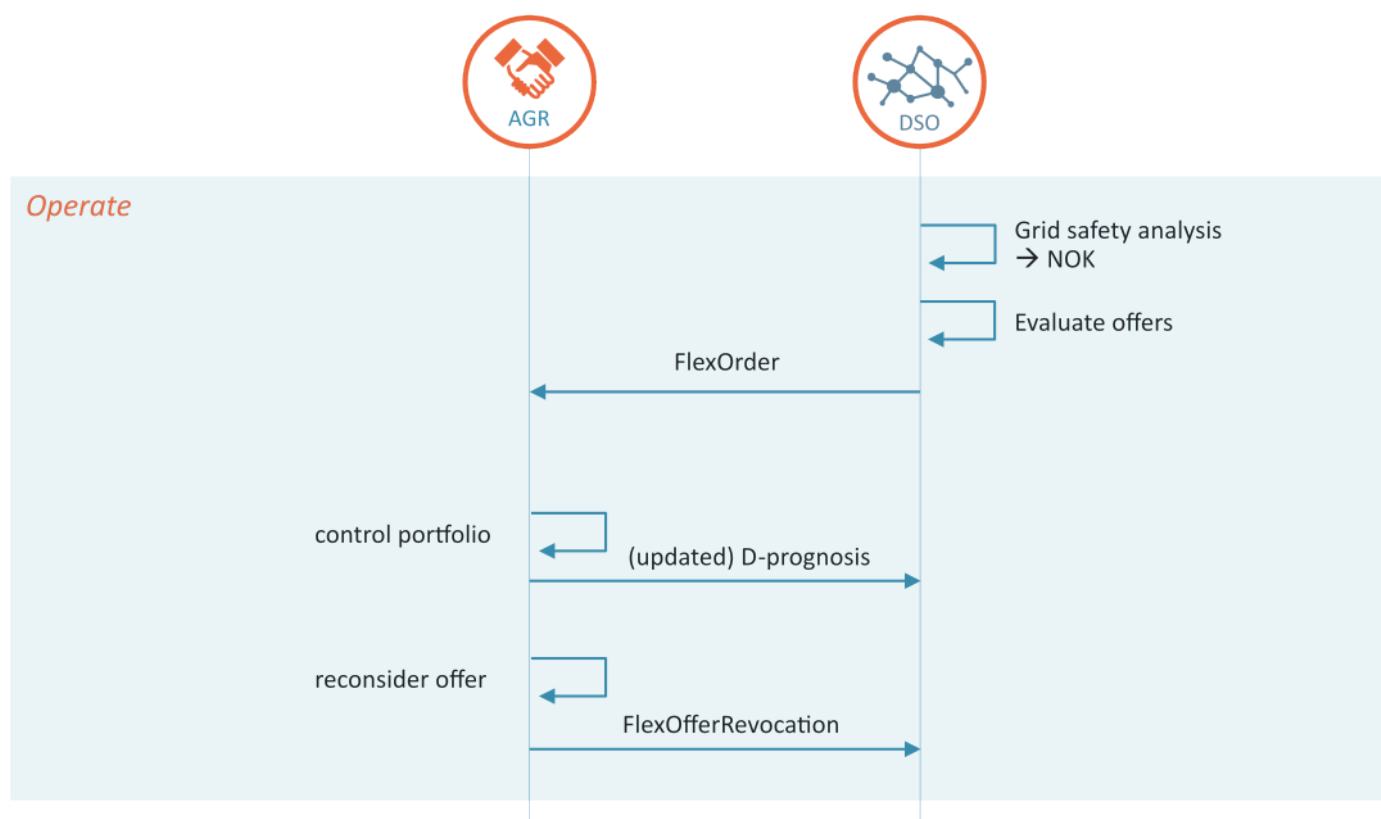 AGR
DSO
Operate
Grid safety analysis
→ NOK
Evaluate offers
FlexOrder
control portfolio
(updated) D-prognosis
reconsider offer
FlexOfferRevocation